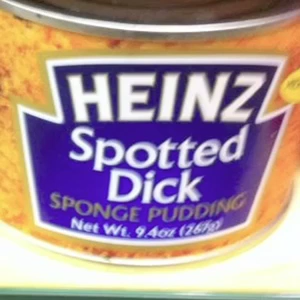 HEINZ
Spotted
Dick
SPONGE PUDDING
Net Wt. 9.4oz (267g)